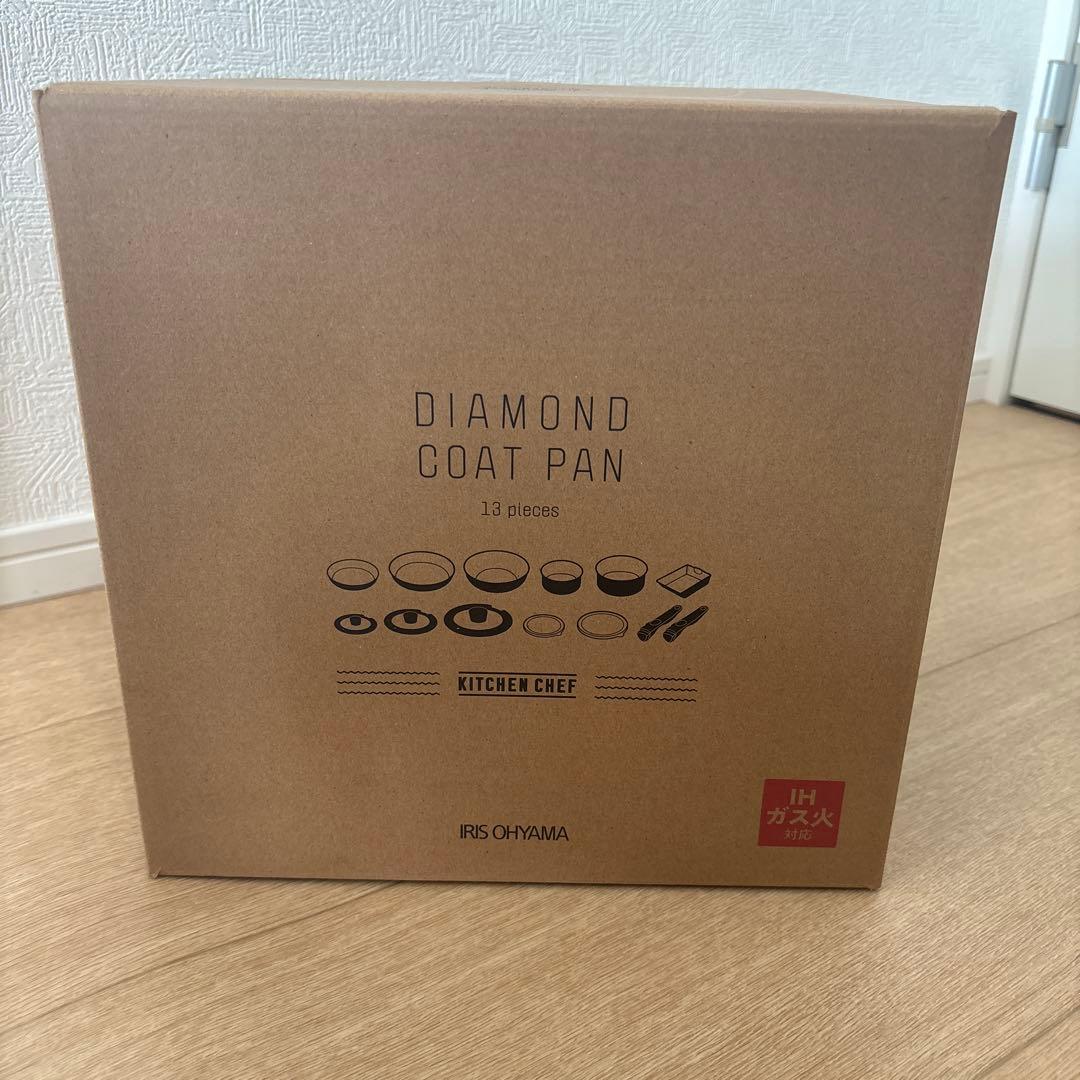 DIAMOND
COAT PAN
13 pieces
KITCHEN CHEF
IRIS OHYAMA
IH
ガス火
対応